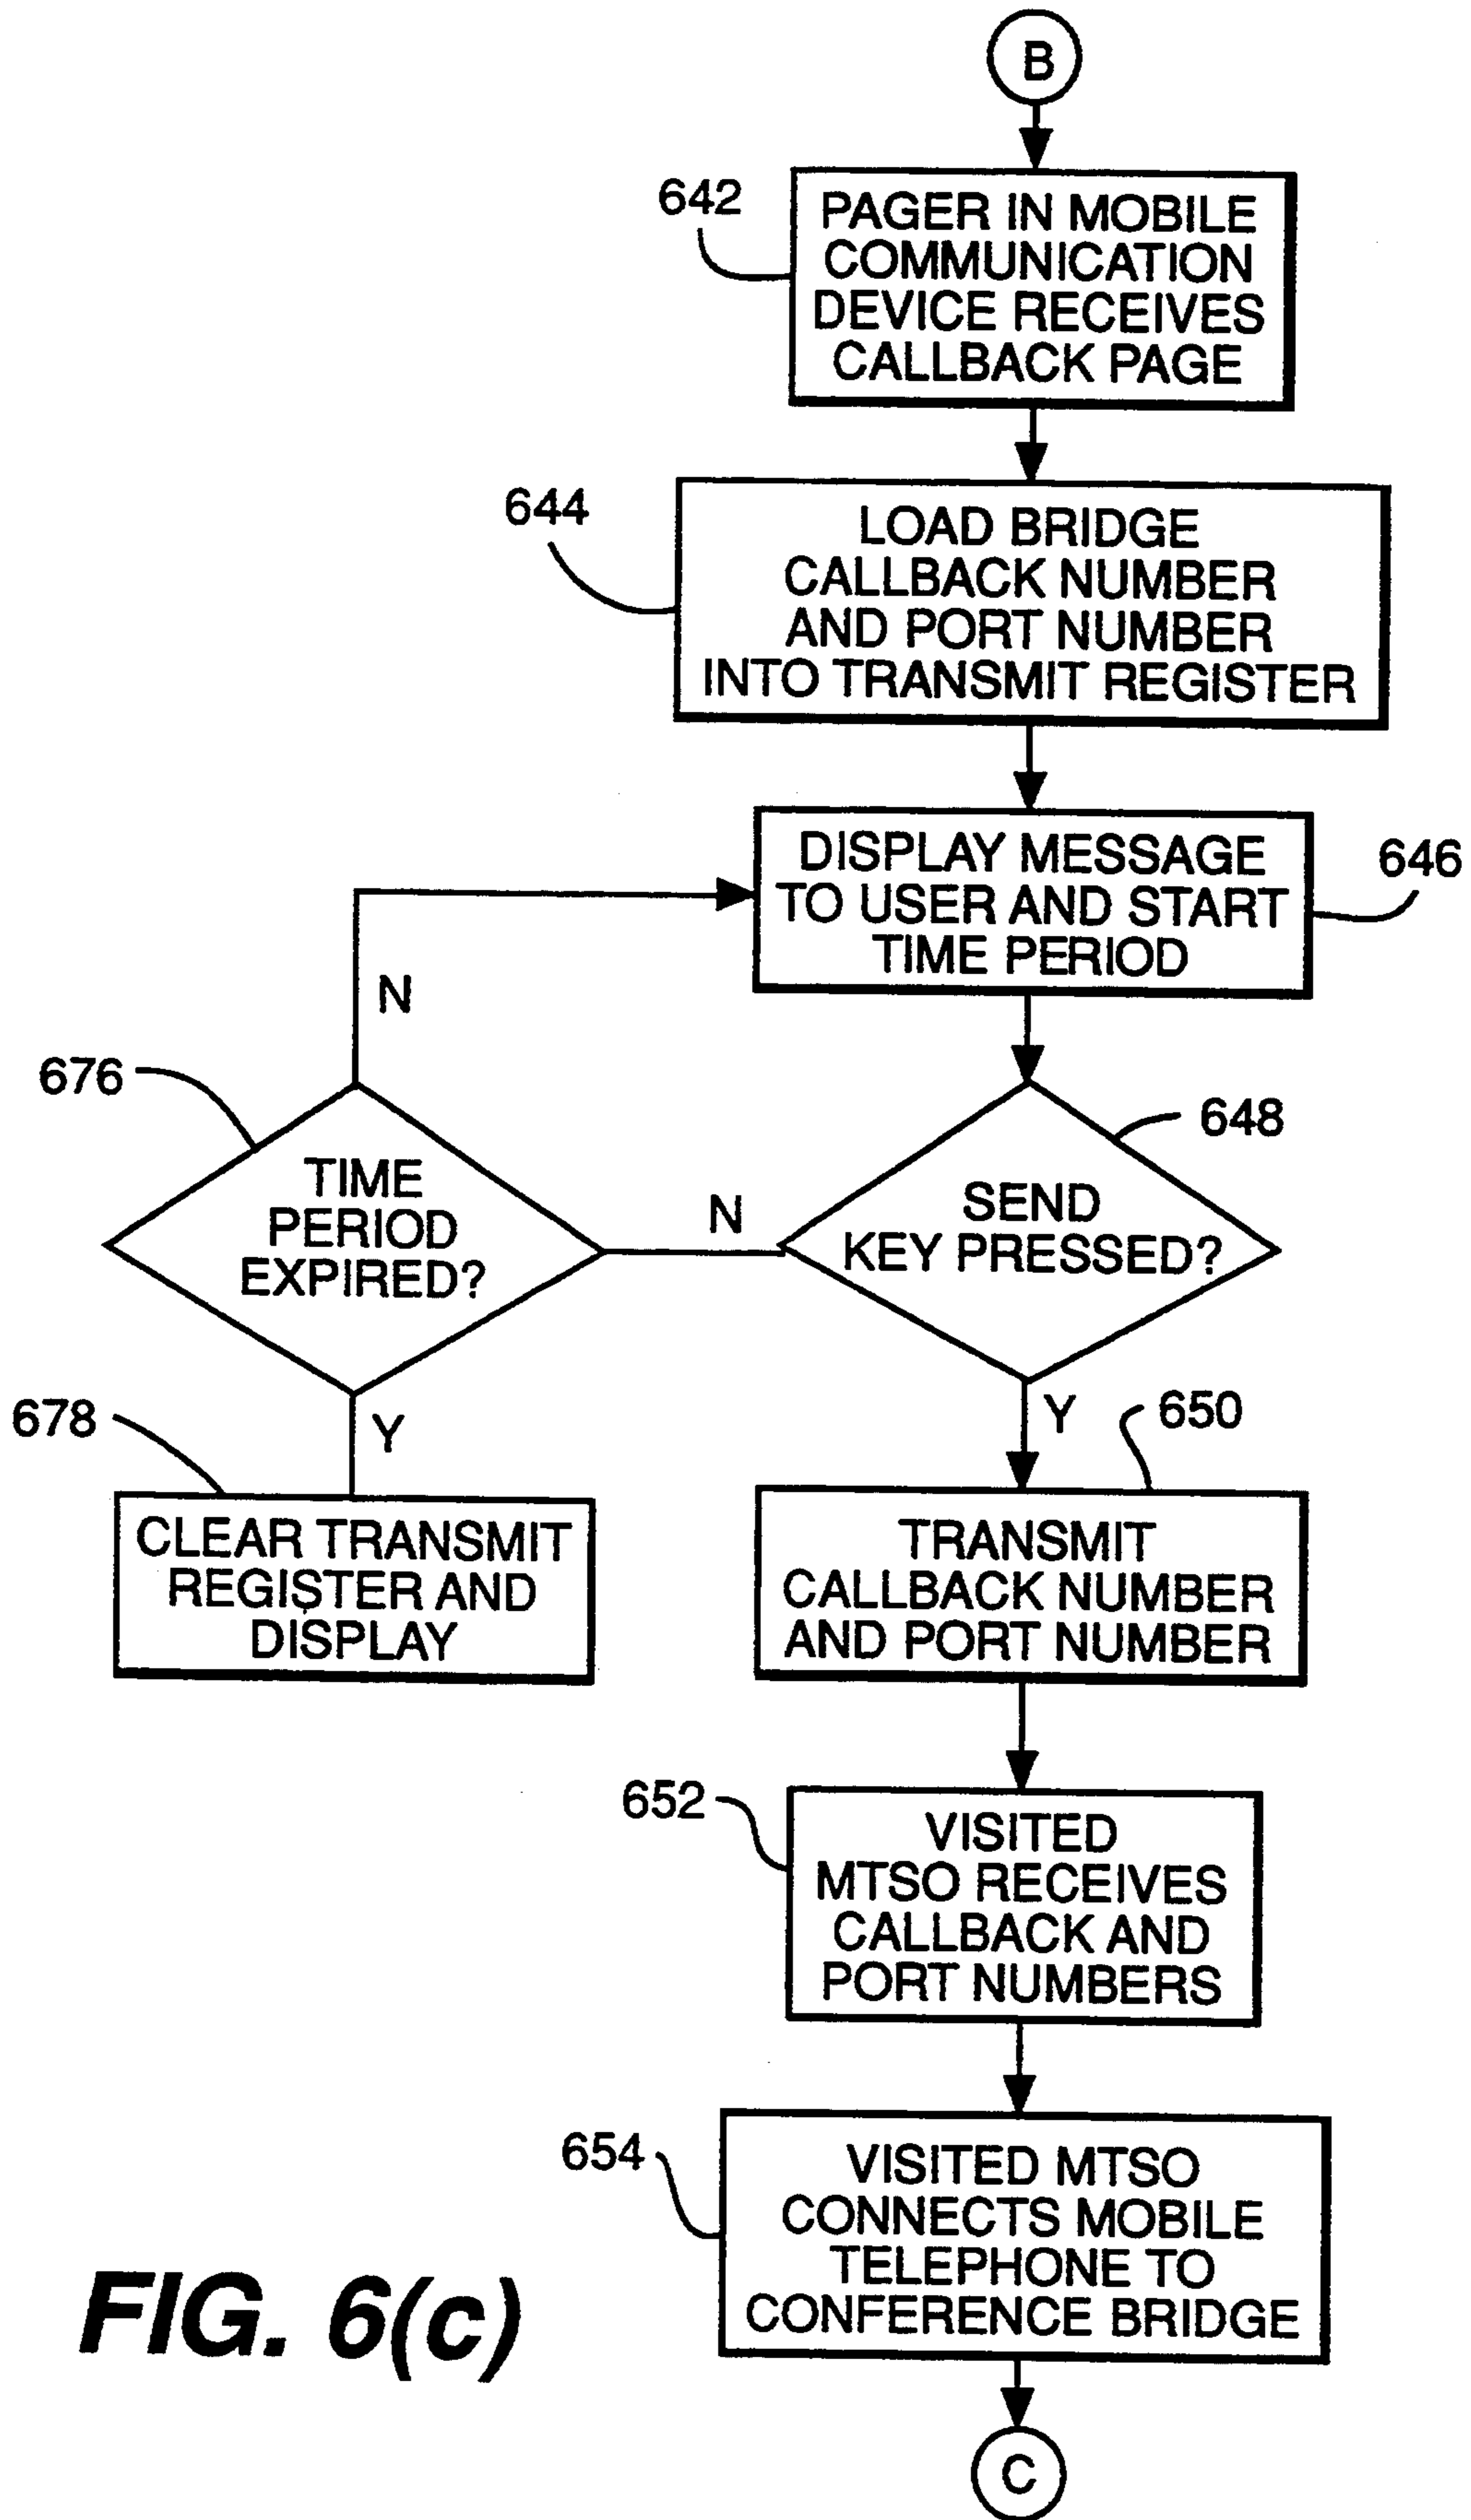 B
642
PAGER IN MOBILE
COMMUNICATION
DEVICE RECEIVES
CALLBACK PAGE
644
LOAD BRIDGE
CALLBACK NUMBER
AND PORT NUMBER
INTO TRANSMIT REGISTER
646
DISPLAY MESSAGE
TO USER AND START
TIME PERIOD
N
676
TIME
PERIOD
EXPIRED?
N
648
SEND
KEY PRESSED?
678
Y
CLEAR TRANSMIT
REGISTER AND
DISPLAY
Y
650
TRANSMIT
CALLBACK NUMBER
AND PORT NUMBER
652
VISITED
MTSO RECEIVES
CALLBACK AND
PORT NUMBERS
654
VISITED MTSO
CONNECTS MOBILE
TELEPHONE TO
CONFERENCE BRIDGE
FIG. 6(c)
C